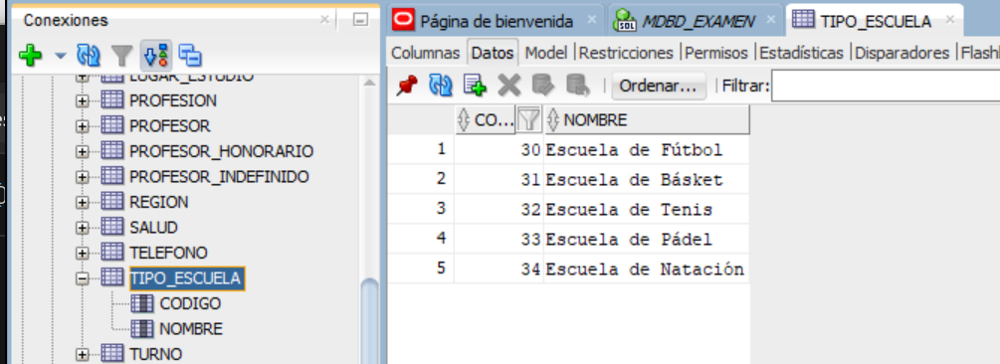 Conexiones
Página de bienvenida
MDBD_EXAMEN
TIPO_ESCUELA
Columnas Datos Model |Restricciones |Permisos |Estadísticas |Disparadores |Flash
Ordenar... Filtrar:
LUGAR_ESTUDIO
PROFESION
PROFESOR
PROFESOR_HONORARIO
PROFESOR_INDEFINIDO
REGION
SALUD
TELEFONO
TIPO_ESCUELA
CODIGO
NOMBRE
TURNO
CO... NOMBRE
1 30 Escuela de Fútbol
2 31 Escuela de Básket
3 32 Escuela de Tenis
4 33 Escuela de Pádel
5 34 Escuela de Natación